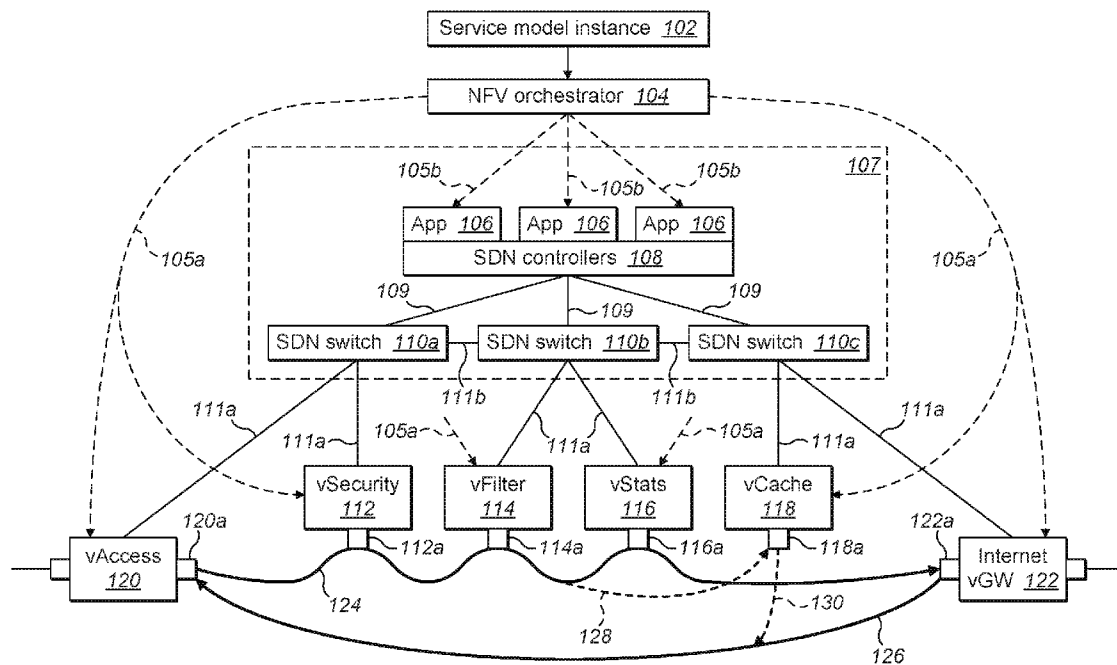 Service model instance 102
NFV orchestrator 104
107
105b
105b
105b
App 106
App 106
App 106
SDN controllers 108
105a
105a
109
109
109
SDN switch 110a
SDN switch 110b
SDN switch 110c
111b
111b
111a
111a
105a
111a
105a
111a
111a
vSecurity
112
vFilter
114
vStats
116
vCache
118
120a
112a
114a
116a
118a
122a
vAccess
120
Internet
vGW 122
124
128
130
126